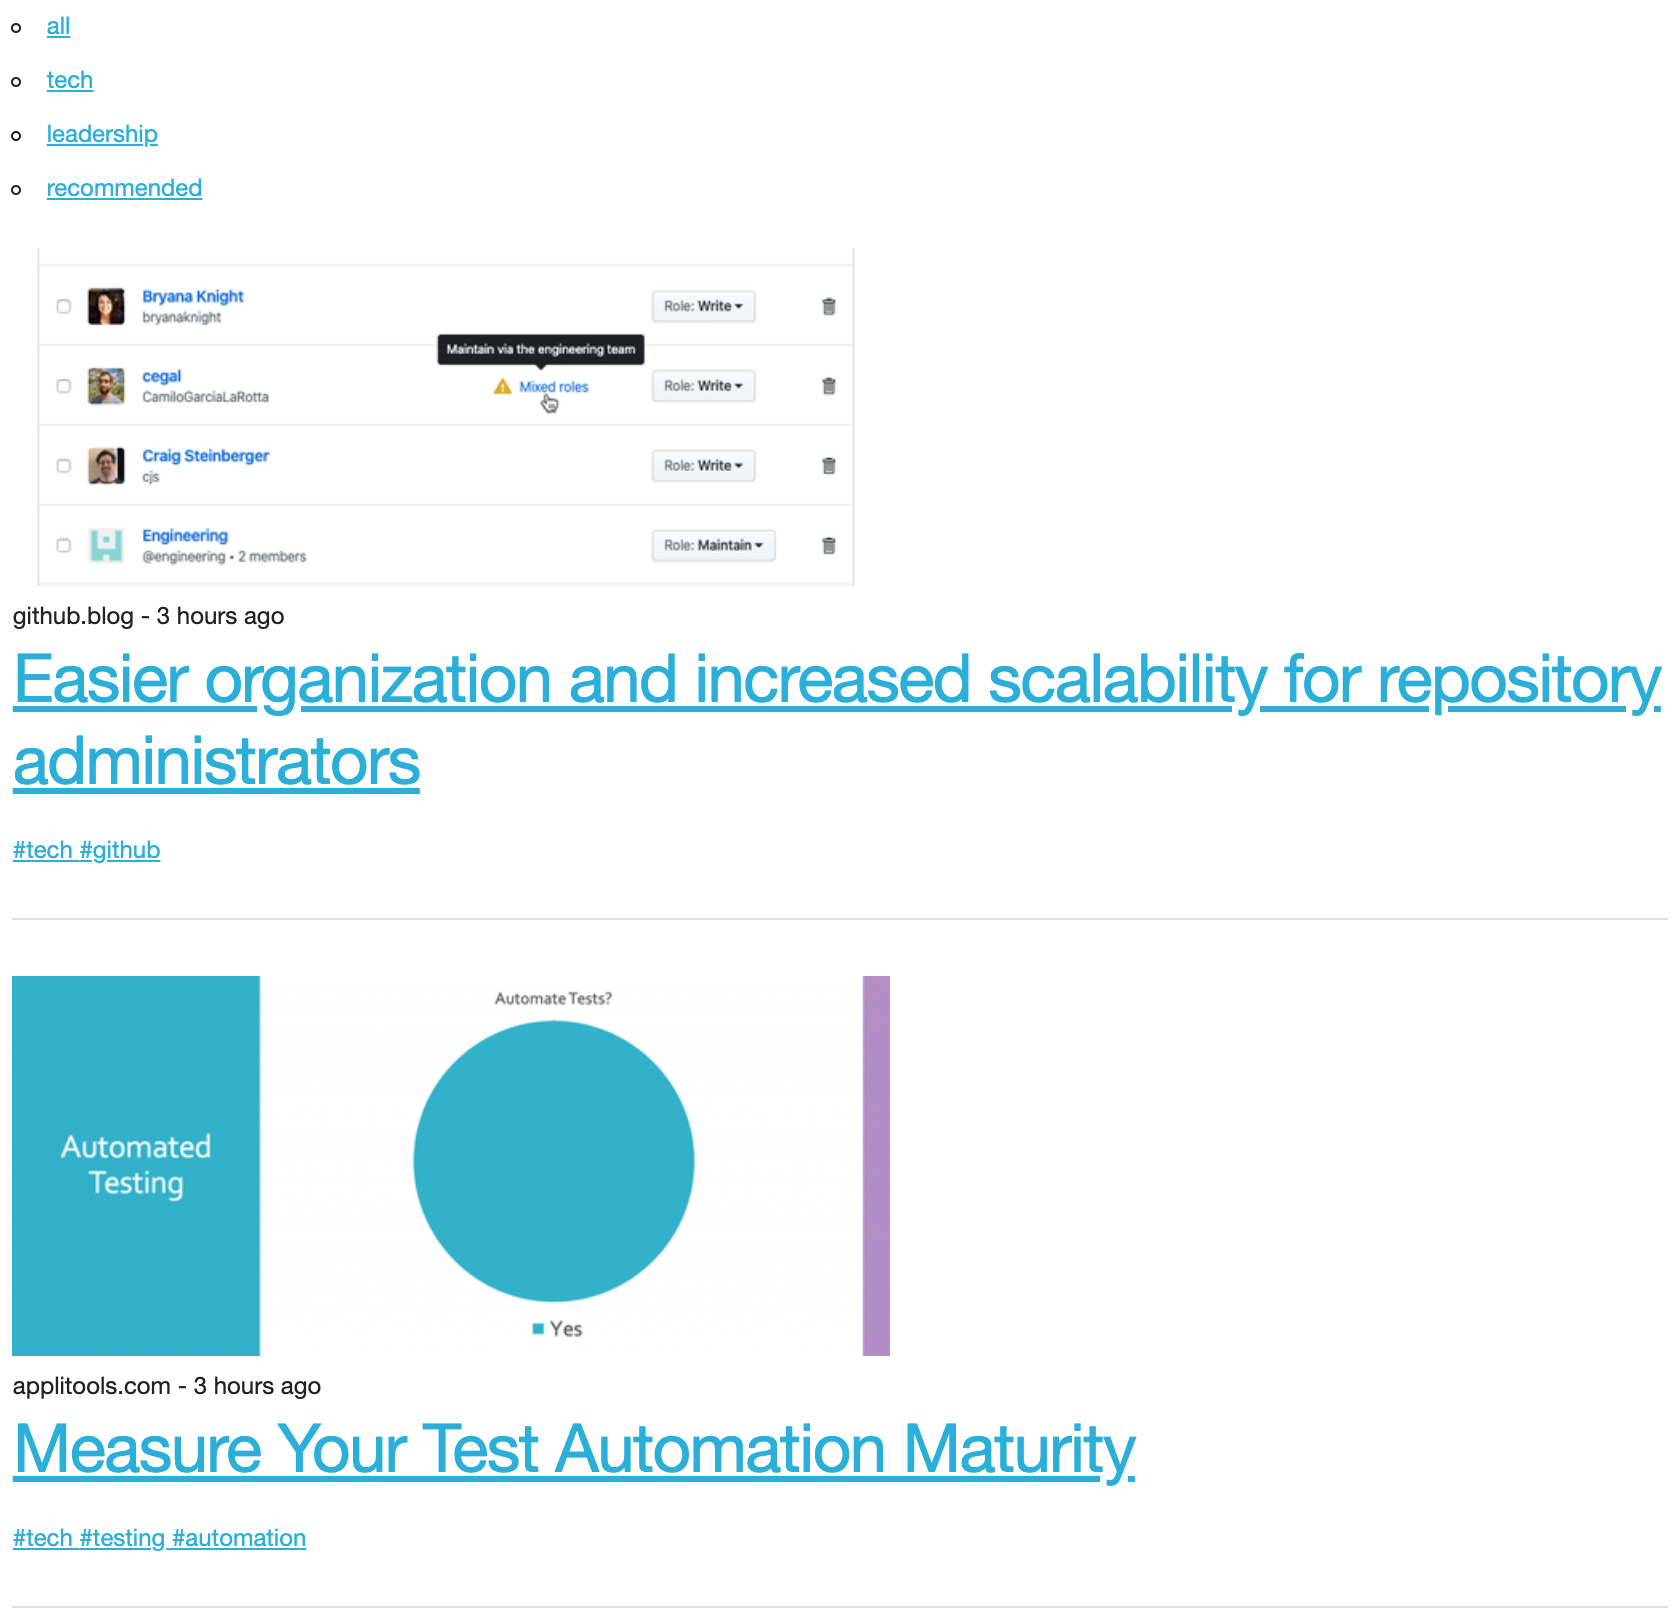 all
tech
leadership
recommended
Bryana Knight
bryanaknight
Role: Write
Maintain via the engineering team
cegal
CamiloGarciaLaRotta
Mixed roles
Role: Write
Craig Steinberger
cjs
Role: Write
Engineering
@engineering • 2 members
Role: Maintain
github.blog - 3 hours ago
Easier organization and increased scalability for repository
administrators
#tech #github
Automated
Testing
Automate Tests?
Yes
applitools.com - 3 hours ago
Measure Your Test Automation Maturity
#tech #testing #automation